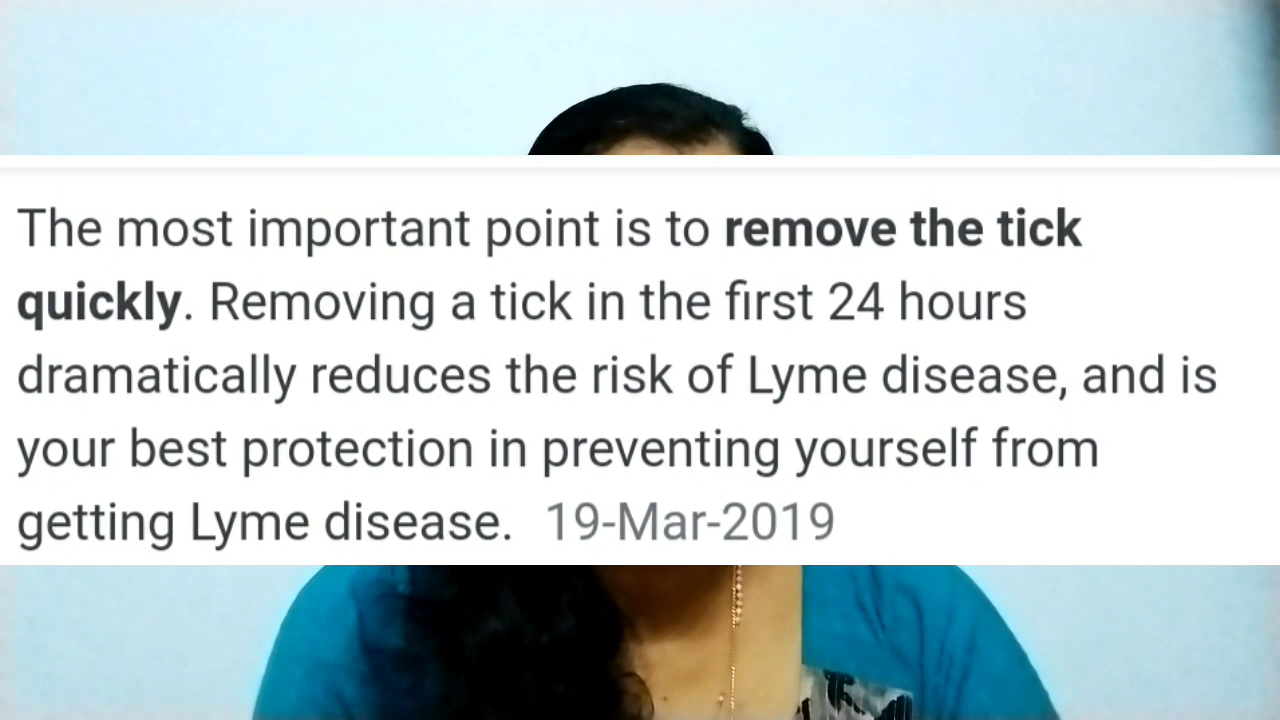 The most important point is to remove the tick
quickly. Removing a tick in the first 24 hours
dramatically reduces the risk of Lyme disease, and is
your best protection in preventing yourself from
getting Lyme disease. 19-Mar-2019